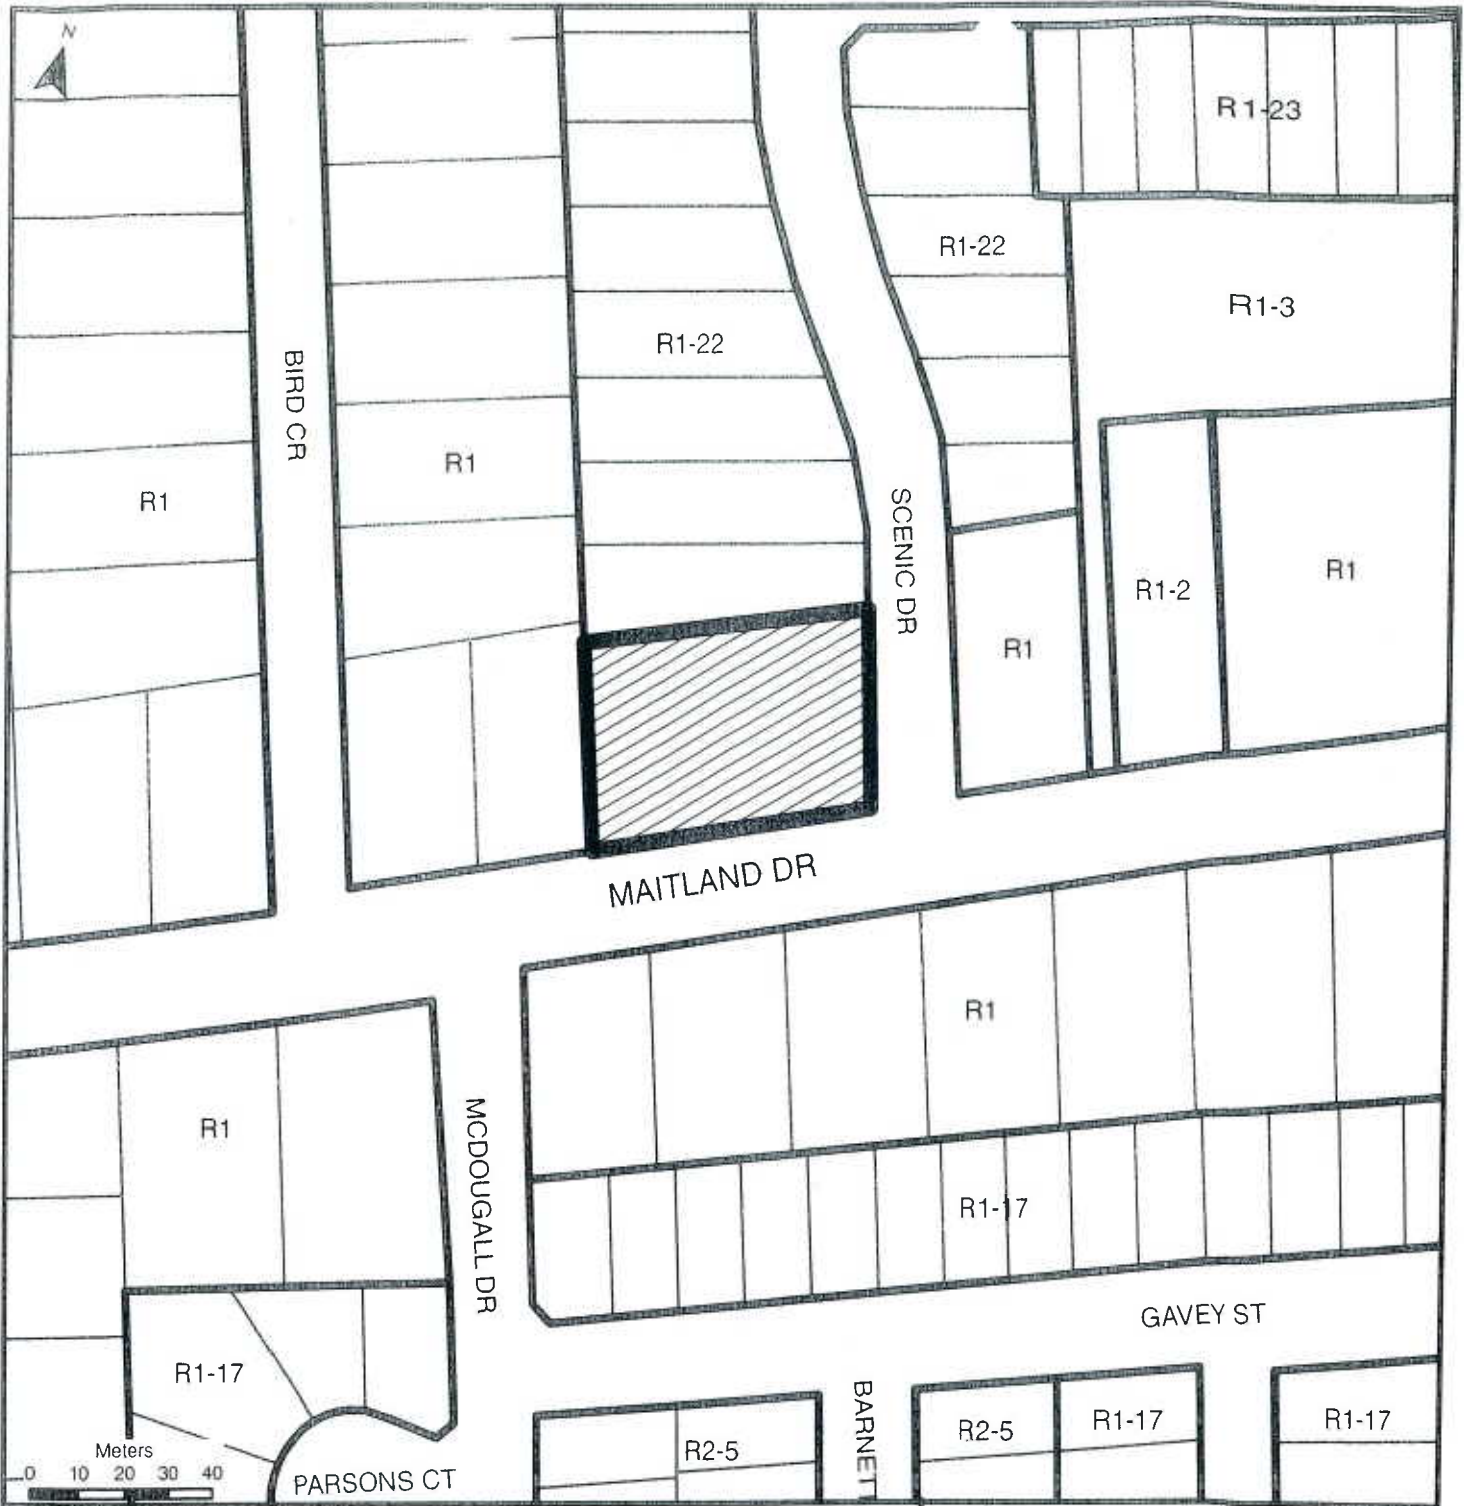 N
R1-23
R1-22
R1-3
R1-22
BIRD CR
R1
R1
SCENIC DR
R1-2
R1
R1
MAITLAND DR
R1
R1
MCDOUGALL DR
R1-17
GAVEY ST
R1-17
BARNET
R2-5
R1-17
R1-17
R2-5
Meters
0 10 20 30 40
PARSONS CT